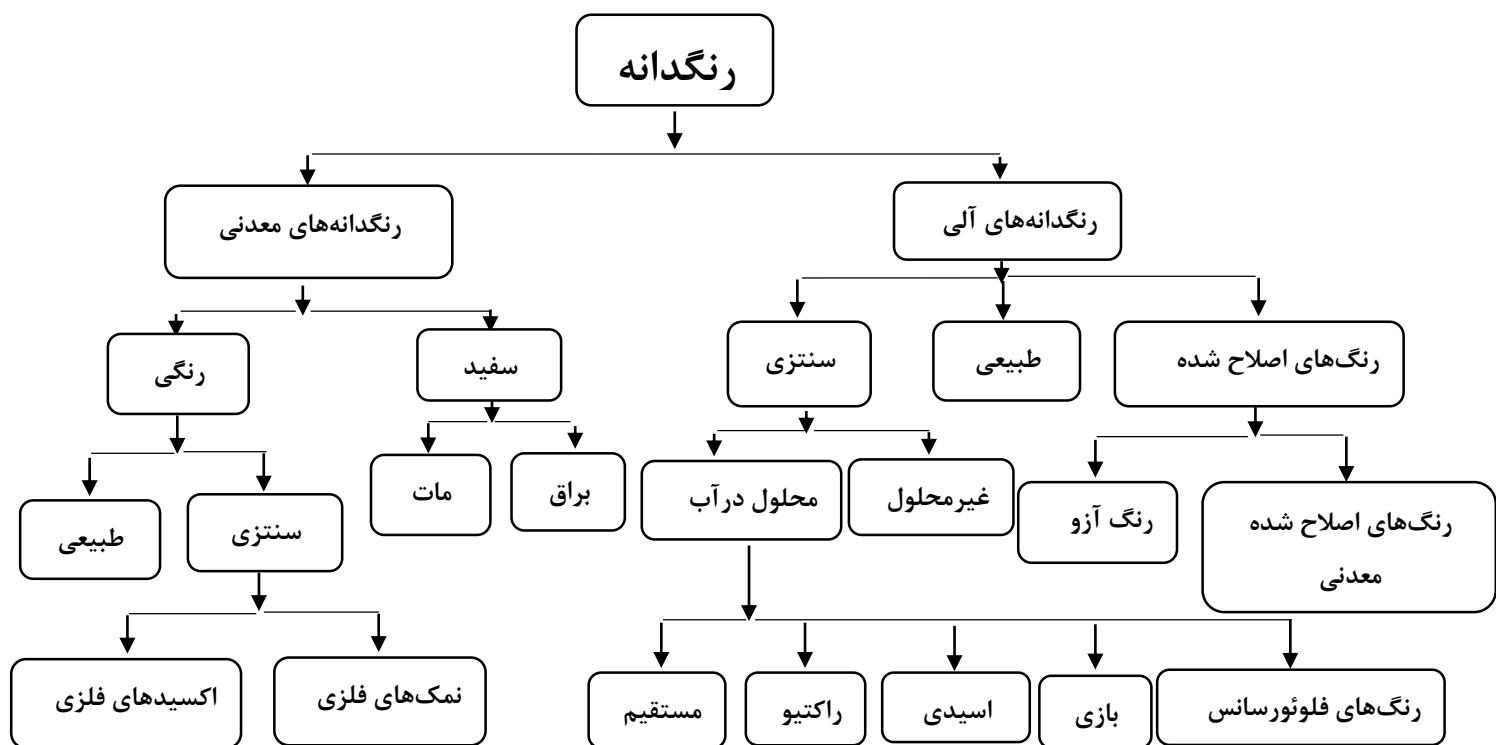 رنگدانه
رنگدانه‌های آلی
رنگدانه‌های معدنی
رنگ‌های اصلاح شده
طبیعی
سنتزی
سفید
رنگی
رنگ‌های اصلاح شده
معدنی
رنگ آزو
غیرمحلول
محلول درآب
براق
مات
سنتزی
طبیعی
رنگ‌های فلوئورسانس
بازی
اسیدی
راکتیو
مستقیم
نمک‌های فلزی
اکسیدهای فلزی